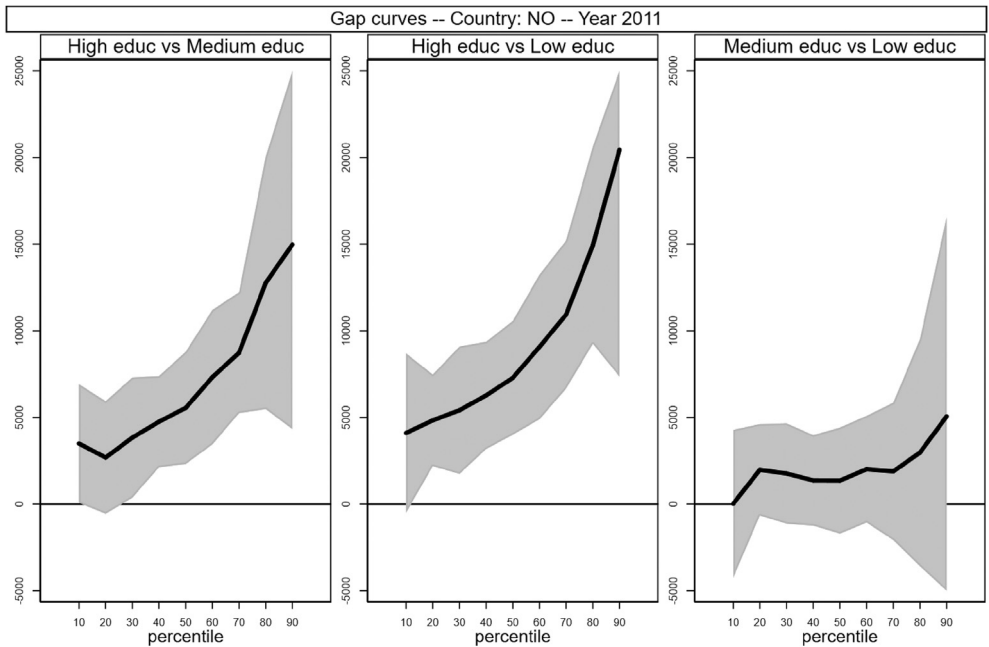 Gap curves -- Country: NO -- Year 2011
High educ vs Medium educ
High educ vs Low educ
Medium educ vs Low educ
25000
20000
15000
10000
5000
0
-5000
10 20 30 40 50 60 70 80 90
percentile
25000
20000
15000
10000
5000
0
-5000
10 20 30 40 50 60 70 80 90
percentile
25000
20000
15000
10000
5000
0
-5000
10 20 30 40 50 60 70 80 90
percentile